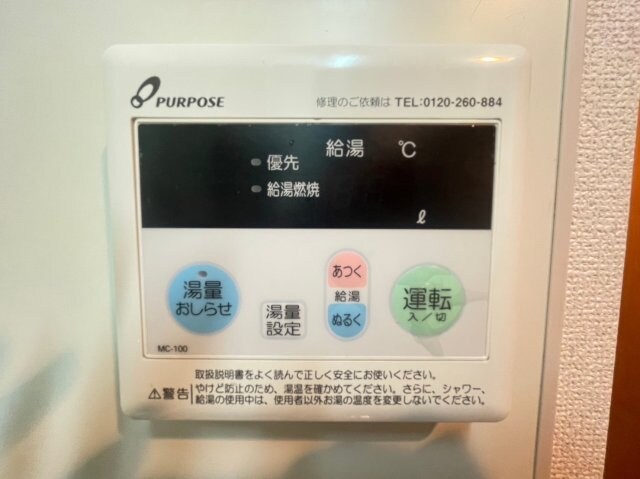 PURPOSE
修理のご依頼は TEL:0120-260-884
給湯 ℃
優先
給湯燃焼
ℓ
湯量
おしらせ
湯量
設定
あつく
給湯
ぬるく
運転
入／切
MC-100
取扱説明書をよく読んで正しく安全にお使いください。
⚠警告 やけど防止のため、湯温を確かめてください。さらに、シャワー、
給湯の使用中は、使用者以外お湯の温度を変更しないでください。